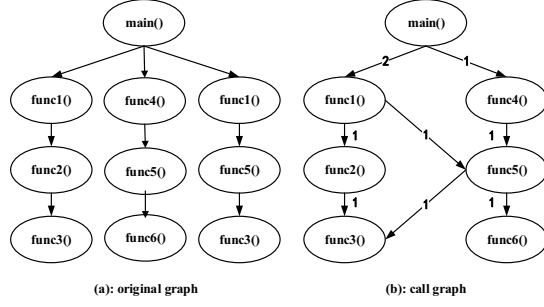 main()
main()
2
1
func1()
func4()
func1()
func1()
func4()
1
1
1
func2()
func5()
func5()
func2()
func5()
1
1
1
func3()
func6()
func3()
func3()
func6()
(a): original graph
(b): call graph